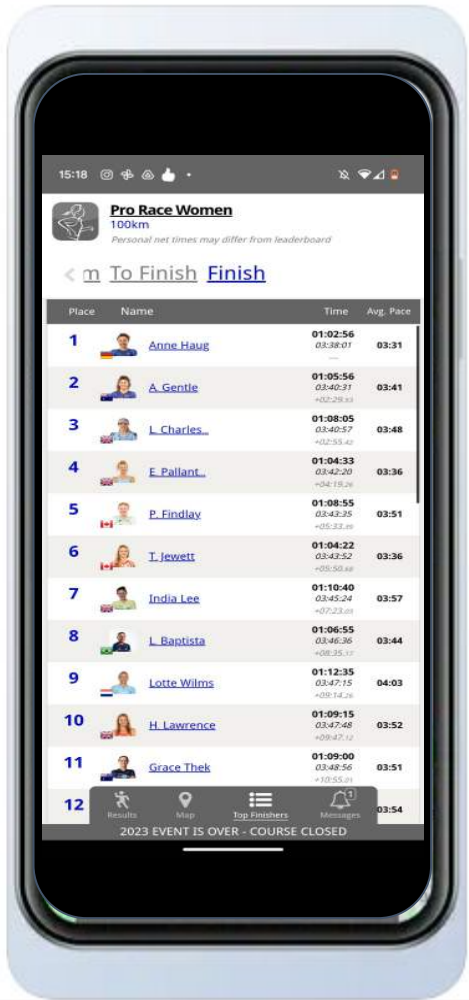 15:18
Pro Race Women
100km
Personal net times may differ from leaderboard
< m To Finish Finish
Place Name Time Avg. Pace
1 Anne Haug 01:02:56 03:38:01 --- 03:31
2 A. Gentle 01:05:56 03:40:31 +02:29.93 03:41
3 L. Charles.. 01:08:05 03:40:57 +02:55.42 03:48
4 E. Pallant.. 01:04:33 03:42:20 +04:19.26 03:36
5 P. Findlay 01:08:55 03:43:35 03:51
6 T. Jewett 01:04:22 03:43:52 +05:50.68 03:36
7 India Lee 01:10:40 03:45:24 +07:23.03 03:57
8 L. Baptista 01:06:55 03:46:36 +08:35.17 03:44
9 Lotte Wilms 01:12:35 03:47:15 +09:14.26 04:03
10 H. Lawrence 01:09:15 03:47:48 +09:47.12 03:52
11 Grace Thek 01:09:00 03:48:56 +10:55.01 03:51
12 03:54
Results Map Top Finishers Messages 1
2023 EVENT IS OVER - COURSE CLOSED